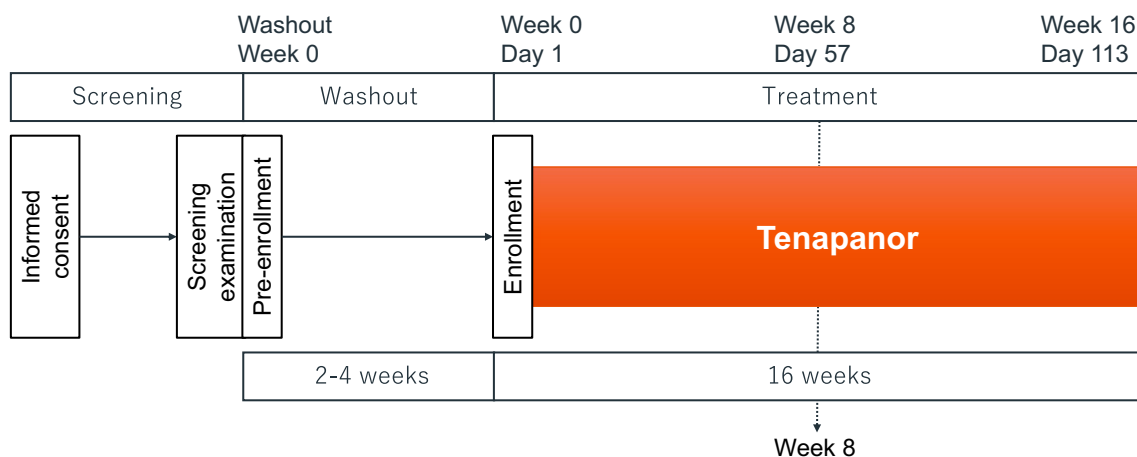 Washout
Week 0
Week 0
Day 1
Week 8
Day 57
Week 16
Day 113
Screening
Washout
Treatment
Informed
consent
Screening
examination
Pre-enrollment
Enrollment
Tenapanor
2-4 weeks
16 weeks
Week 8